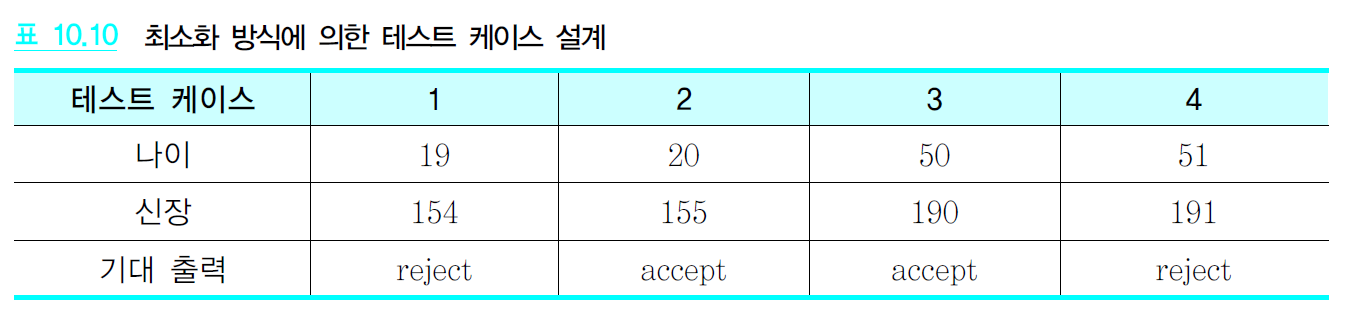 표 10.10 최소화 방식에 의한 테스트 케이스 설계
테스트 케이스 1 2 3 4
나이 19 20 50 51
신장 154 155 190 191
기대 출력 reject accept accept reject